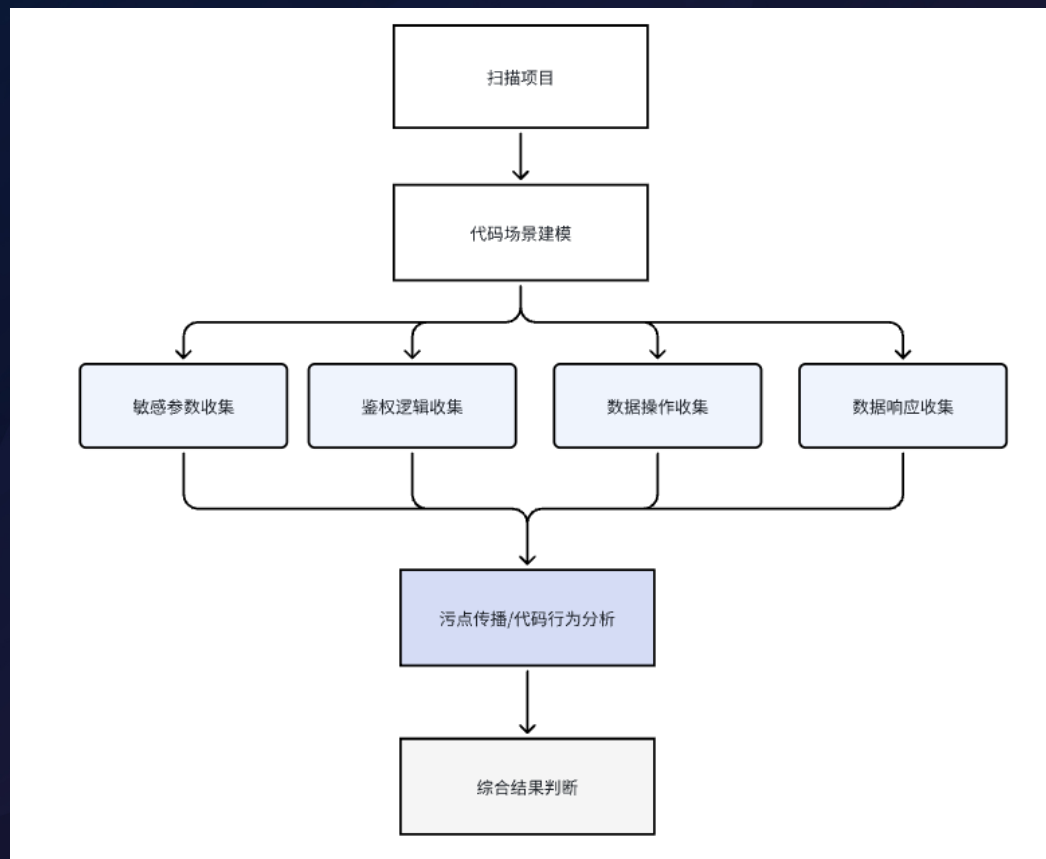 扫描项目
代码场景建模
敏感参数收集
鉴权逻辑收集
数据操作收集
数据响应收集
污点传播/代码行为分析
综合结果判断